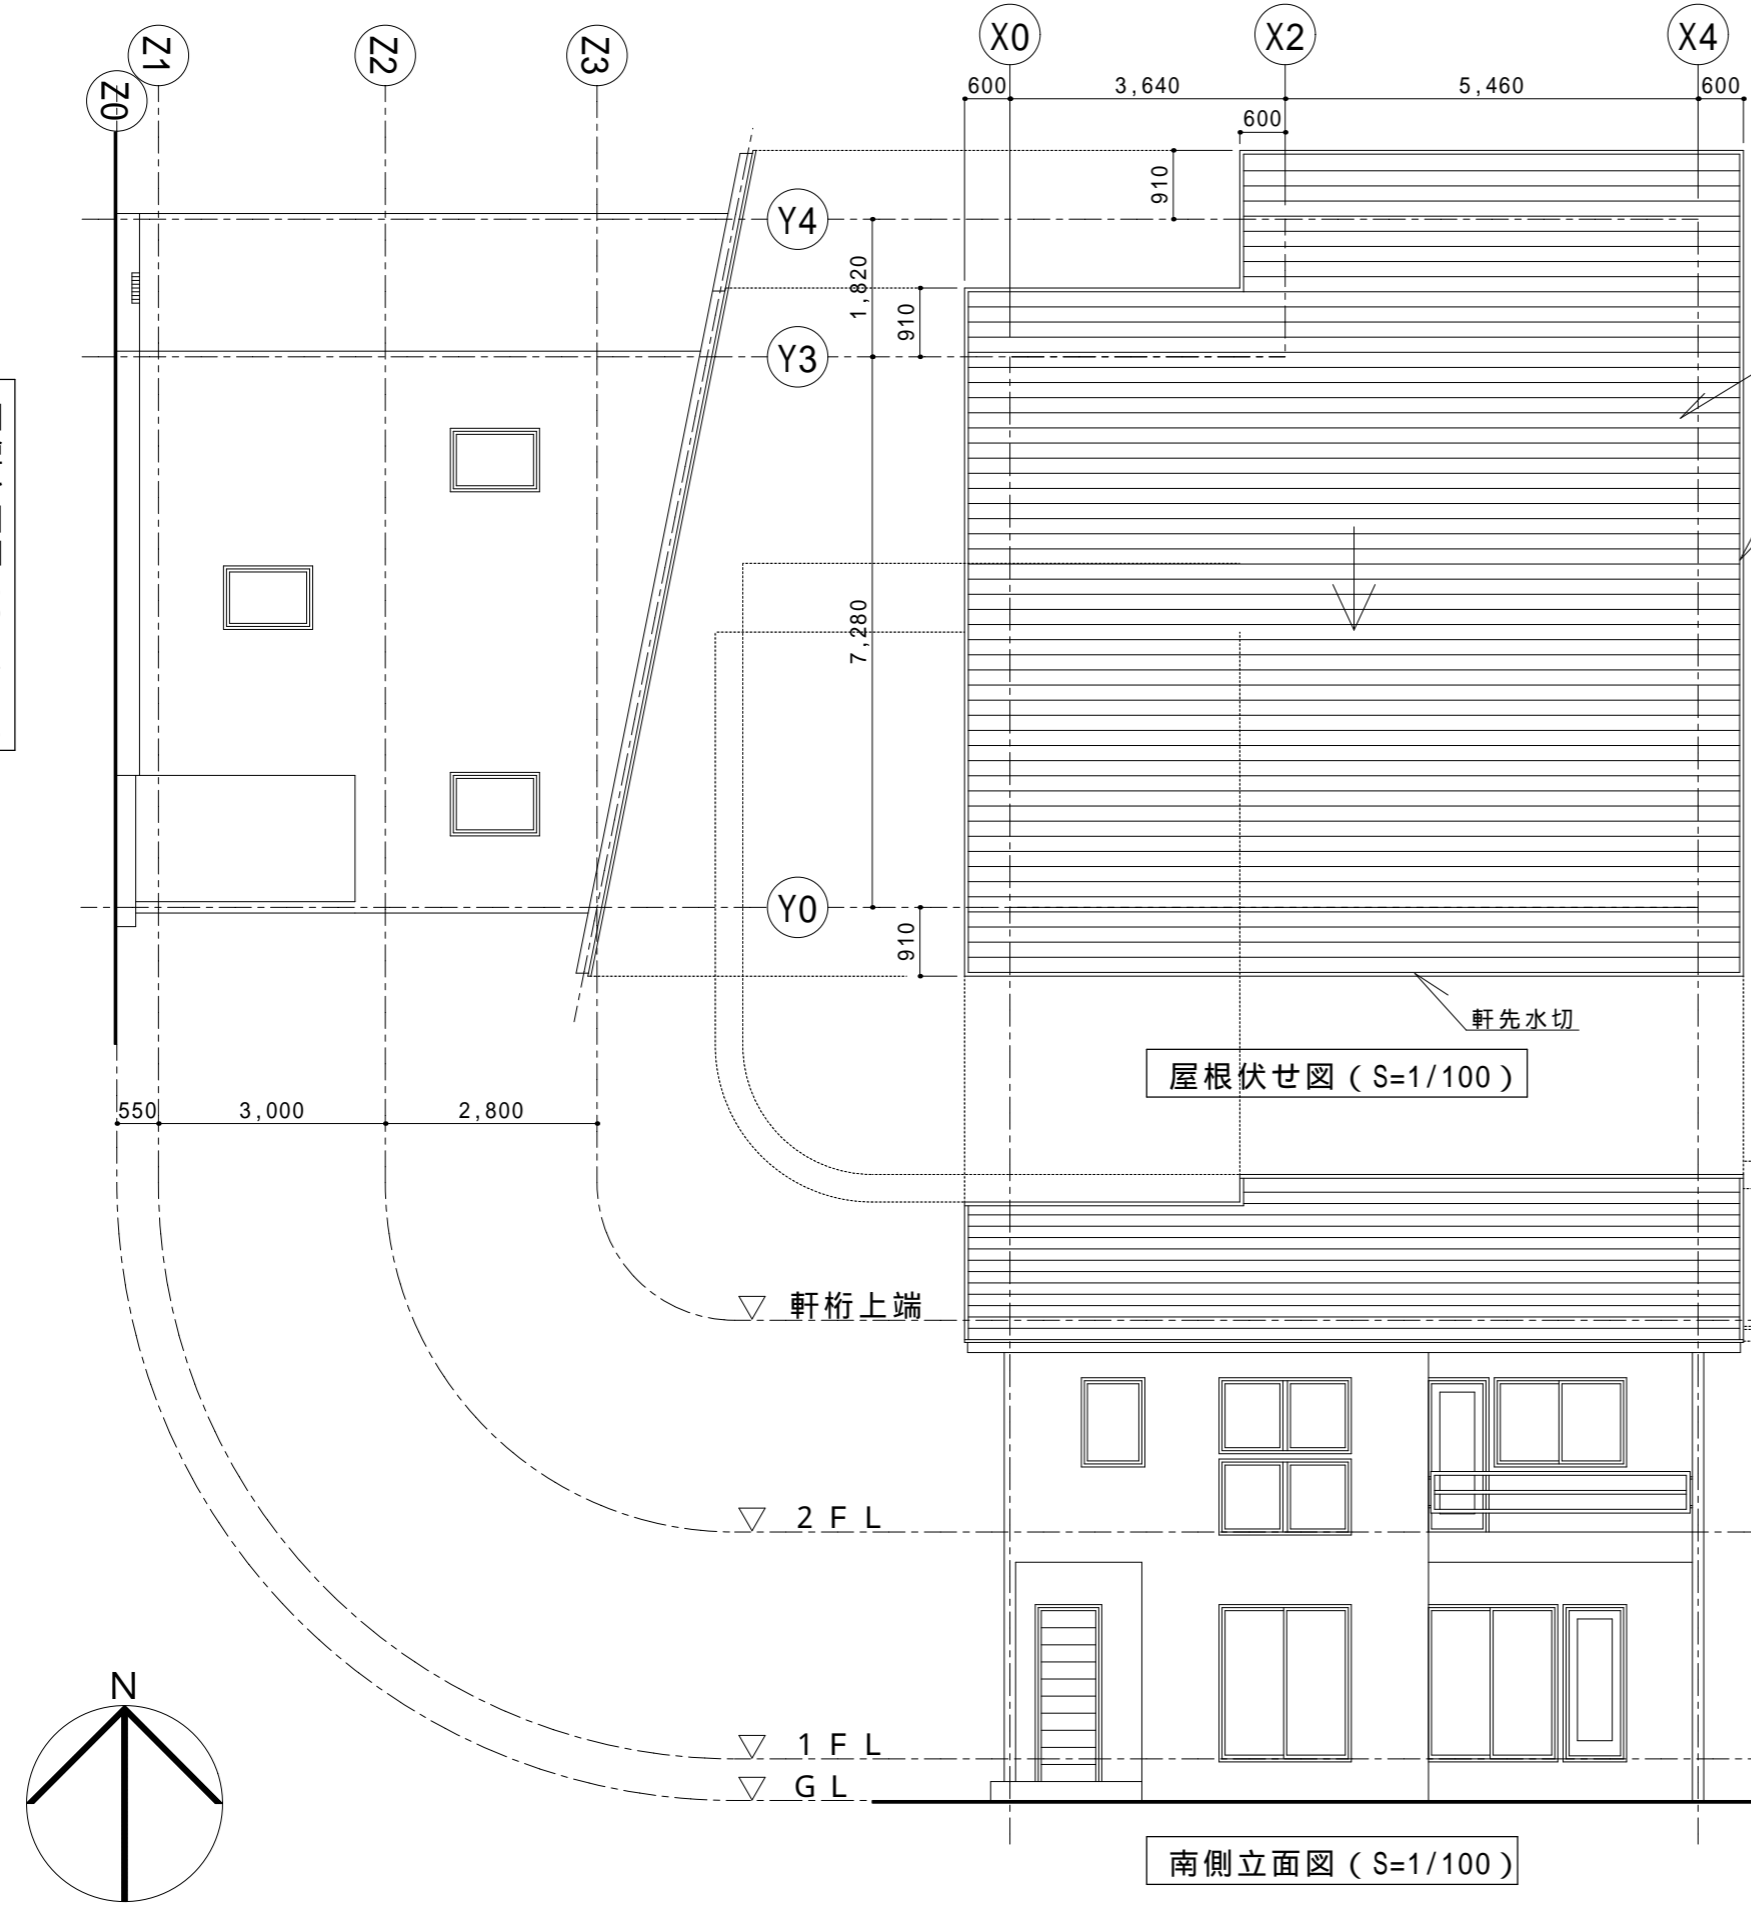 Z1
Z2
Z3
X0
X2
X4
Z0
600
3,640
5,460
600
600
910
Y4
1,820
910
Y3
7,280
Y0
910
軒先水切
屋根伏せ図(S=1/100)
550
3,000
2,800
▽ 軒桁上端
▽ 2FL
N
▽ 1FL
▽ GL
南側立面図(S=1/100)